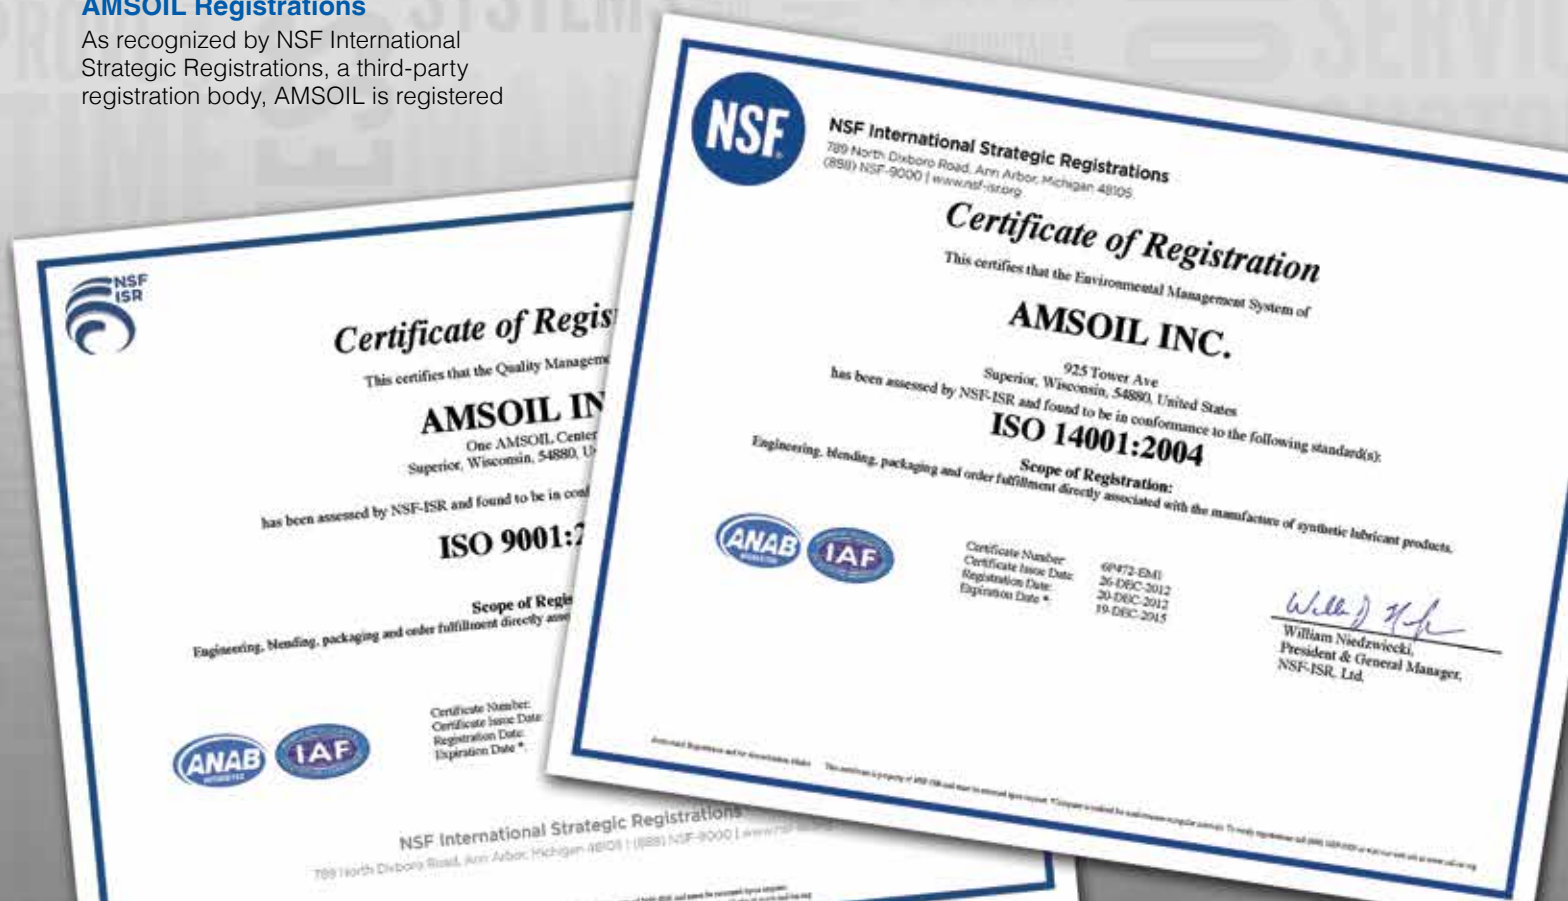 AMSOIL Registrations
As recognized by NSF International
Strategic Registrations, a third-party
registration body, AMSOIL is registered
NSF
ISR
Certificate of Regis
This certifies that the Quality Managem
AMSOIL IN
One AMSOIL Center
Superior, Wisconsin, 54880, U
has been assessed by NSF-ISR and found to be in conf
ISO 9001:2
Scope of Regis
Engineering, blending, packaging and order fulfillment directly asso
ANAB
IAF
Certificate Number:
Certificate Issue Date:
Registration Date:
Expiration Date *:
NSF International Strategic Registrations
789 North Dixboro Road, Ann Arbor, Michigan 48105 | (888) NSF-9000 |
NSF
NSF International Strategic Registrations
789 North Dixboro Road, Ann Arbor, Michigan 48105
(888) NSF-9000 | www.nsf-isr.org
Certificate of Registration
This certifies that the Environmental Management System of
AMSOIL INC.
925 Tower Ave
Superior, Wisconsin, 54880, United States
has been assessed by NSF-ISR and found to be in conformance to the following standard(s):
ISO 14001:2004
Scope of Registration:
Engineering, blending, packaging and order fulfillment directly associated with the manufacture of synthetic lubricant products.
ANAB
IAF
Certificate Number: 6P472-EM1
Certificate Issue Date: 26-DEC-2012
Registration Date: 20-DEC-2012
Expiration Date *: 19-DEC-2015
William Niedzwiecki,
President & General Manager,
NSF-ISR, Ltd.